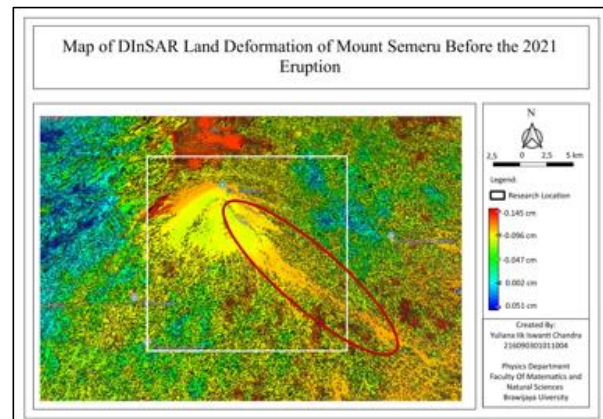 Map of DInSAR Land Deformation of Mount Semeru Before the 2021
Eruption
N
2,5 0 2,5 5 km
Legend:
Research Location
-0.145 cm
-0.096 cm
-0.047 cm
0.002 cm
0.051 cm
Created By:
Yuliana Iik Iswanti Chandra
216090301011004
Physics Department
Faculty Of Matematics and
Natural Sciences
Brawijaya Uiversity